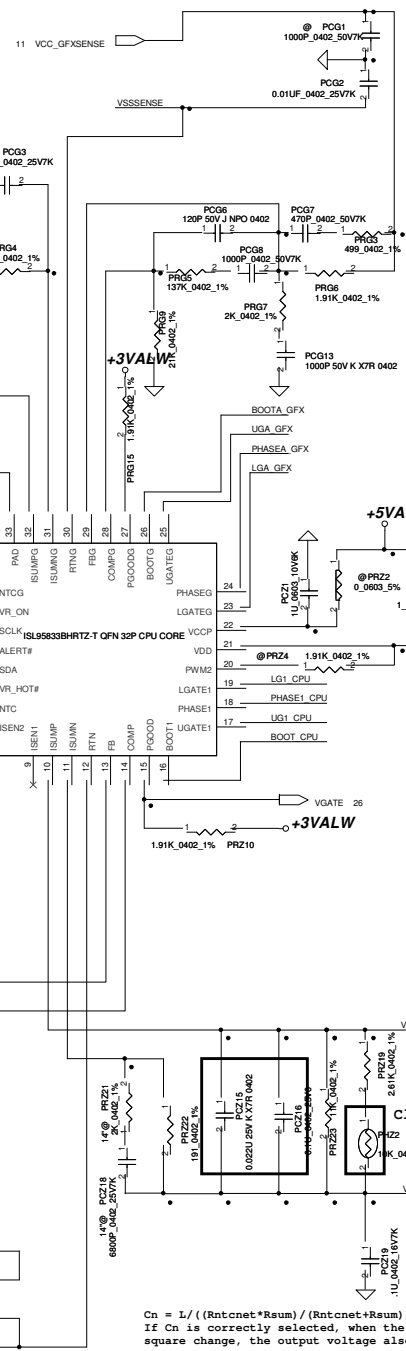 @ PCG1
1000P_0402_50V7K
11 VCC_GFXSENSE
PCG2
0.01UF_0402_25V7K
VSSSENSE
PCG3
_0402_25V7K
PCG6
120P 50V J NPO 0402
PCG7
470P_0402_50V7K
PRG4
_0402_1%
PCG8
1000P_0402_50V7K
PRG3
499_0402_1%
PRG5
137K_0402_1%
PRG6
1.91K_0402_1%
PRG7
2K_0402_1%
PRG9
21K_0402_1%
+3VALW
PCG13
1000P 50V K X7R 0402
1.91K_0402_1%
PRG15
BOOTA_GFX
UGA_GFX
PHASEA_GFX
LGA_GFX
33 32 31 30 29 28 27 26 25
PAD
ISUMPG
ISUMNG
RTNG
FBG
COMPG
PGOODG
BOOTG
UGATEG
+5VA
@PRZ2
0_0603_5%
PCZ1
1U_0603_10V6K
NTCG
VR_ON
SCLK
ALERT#
SDA
VR_HOT#
NTC
ISEN2
ISL95833BHRTZ-T QFN 32P CPU CORE
PHASEG 24
LGATEG 23
VCCP 22
VDD 21
PWM2 20
LGATE1 19
PHASE1 18
UGATE1 17
@PRZ4 1.91K_0402_1%
LG1_CPU
PHASE1_CPU
UG1_CPU
BOOT_CPU
ISEN1
ISUMP
ISUMN
RTN
FB
COMP
PGOOD
BOOT1
9 10 11 12 13 14 15 16
VGATE 26
+3VALW
1.91K_0402_1% PRZ10
14"@ PRZ21
2K_0402_1%
14"@ PCZ18
6800P_0402_25V7K
PRZ22
191_0402_1%
PCZ15
0.022U 25V K X7R 0402
PCZ16
PRZ23
PRZ19
2.61K_0402_1%
PHZ2
PCZ19
.1U_0402_16V7K
Cn = L/((Rntcnet*Rsum)/(Rntcnet+Rsum)
If Cn is correctly selected, when the
square change, the output voltage also